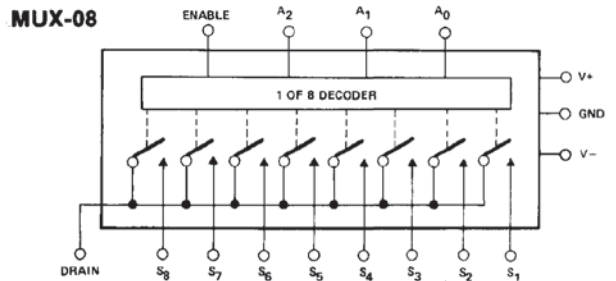 MUX-08
ENABLE A2 A1 A0
1 OF 8 DECODER
V+
GND
V−
DRAIN S8 S7 S6 S5 S4 S3 S2 S1